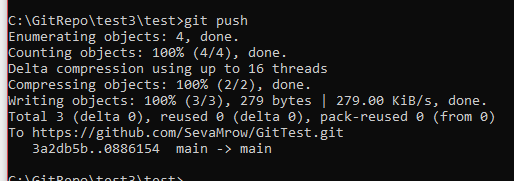 C:\GitRepo\test3\test>git push
Enumerating objects: 4, done.
Counting objects: 100% (4/4), done.
Delta compression using up to 16 threads
Compressing objects: 100% (2/2), done.
Writing objects: 100% (3/3), 279 bytes | 279.00 KiB/s, done.
Total 3 (delta 0), reused 0 (delta 0), pack-reused 0 (from 0)
To https://github.com/SevaMrow/GitTest.git
   3a2db5b..0886154  main -> main
C:\GitRepo\test3\test>